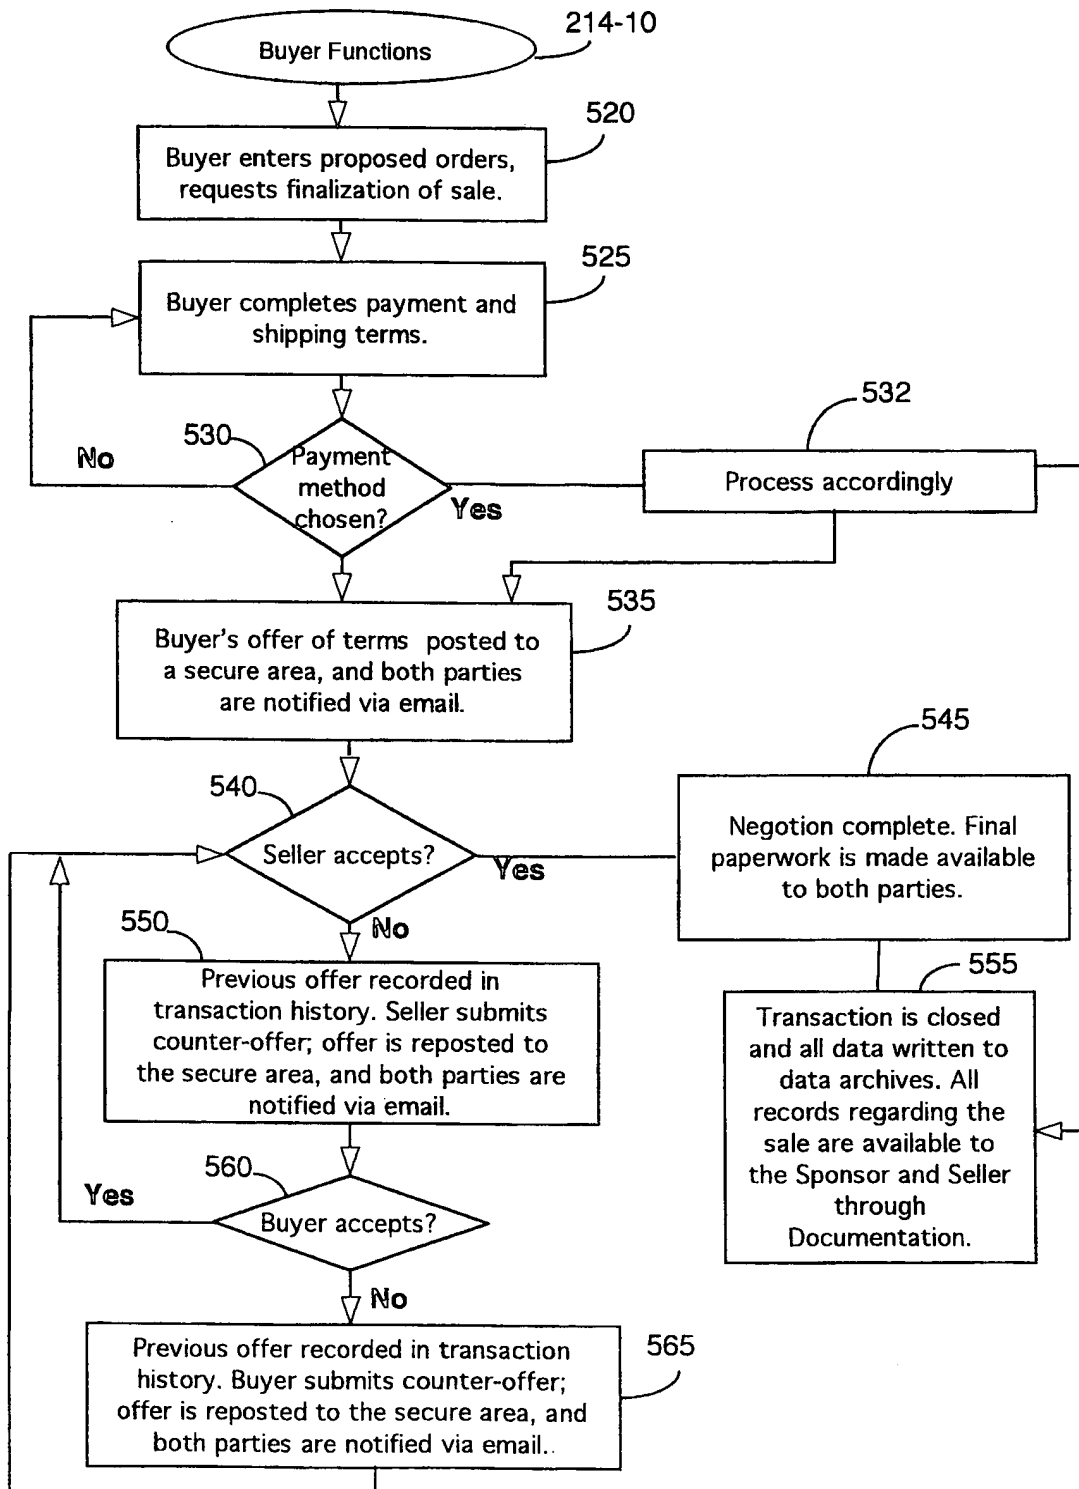 214-10
Buyer Functions
520
Buyer enters proposed orders,
requests finalization of sale.
525
Buyer completes payment and
shipping terms.
532
530
No
Payment
method
chosen?
Yes
Process accordingly
535
Buyer's offer of terms posted to
a secure area, and both parties
are notified via email.
545
540
Seller accepts?
Yes
Negotion complete. Final
paperwork is made available
to both parties.
No
550
555
Previous offer recorded in
transaction history. Seller submits
counter-offer; offer is reposted to
the secure area, and both parties are
notified via email.
Transaction is closed
and all data written to
data archives. All
records regarding the
sale are available to
the Sponsor and Seller
through
Documentation.
560
Yes
Buyer accepts?
No
565
Previous offer recorded in transaction
history. Buyer submits counter-offer;
offer is reposted to the secure area, and
both parties are notified via email.